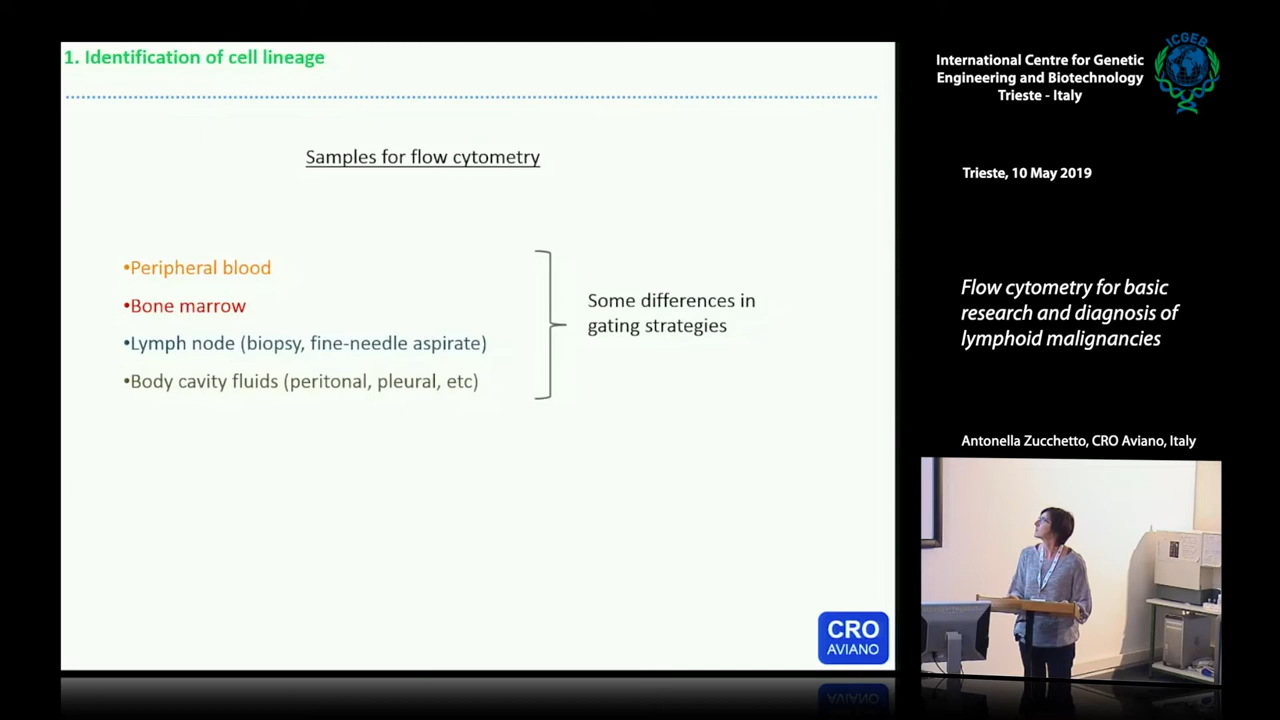 1. Identification of cell lineage
Samples for flow cytometry
•Peripheral blood
•Bone marrow
•Lymph node (biopsy, fine-needle aspirate)
•Body cavity fluids (peritonal, pleural, etc)
Some differences in
gating strategies
CRO
AVIANO
International Centre for Genetic
Engineering and Biotechnology
Trieste - Italy
ICGEB
Trieste, 10 May 2019
Flow cytometry for basic
research and diagnosis of
lymphoid malignancies
Antonella Zucchetto, CRO Aviano, Italy